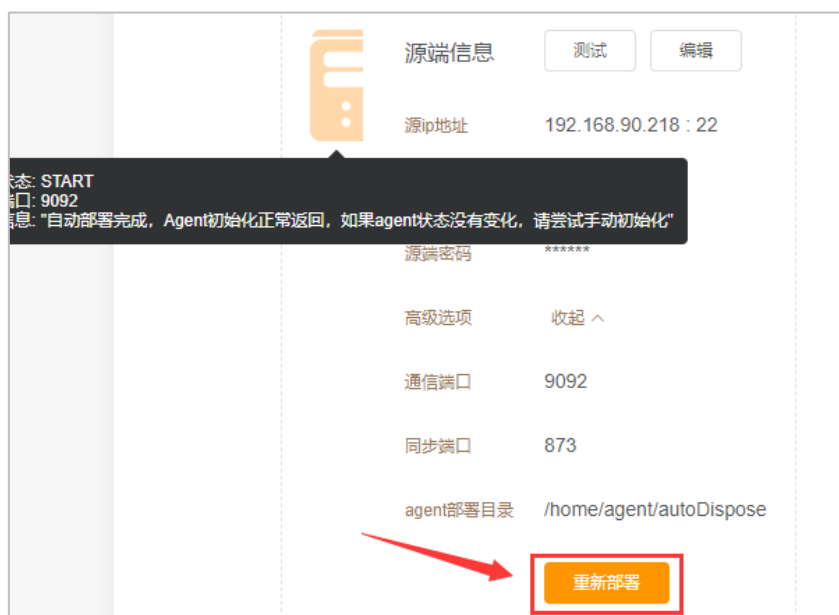 源端信息 测试 编辑
源ip地址 192.168.90.218 : 22
状态: START
端口: 9092
信息: "自动部署完成，Agent初始化正常返回，如果agent状态没有变化，请尝试手动初始化"
源端密码 ******
高级选项 收起
通信端口 9092
同步端口 873
agent部署目录 /home/agent/autoDispose
重新部署